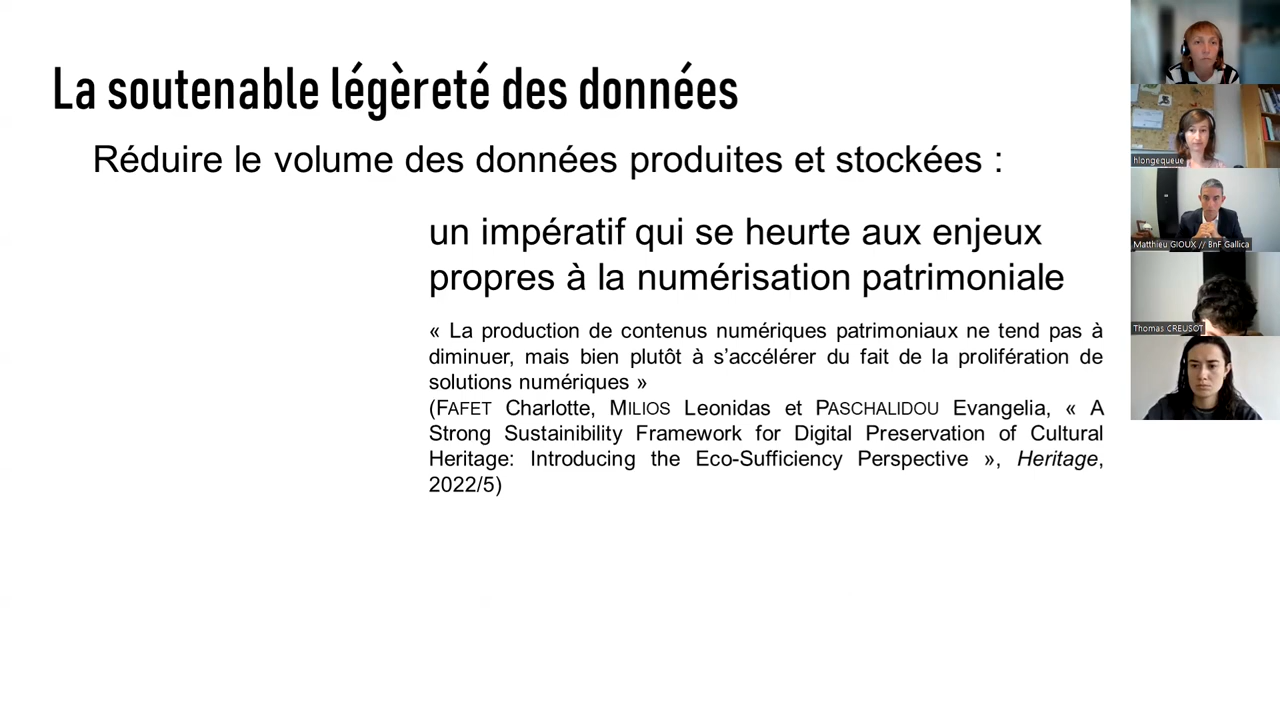 La soutenable légèreté des données
Réduire le volume des données produites et stockées :
un impératif qui se heurte aux enjeux
propres à la numérisation patrimoniale
« La production de contenus numériques patrimoniaux ne tend pas à
diminuer, mais bien plutôt à s’accélérer du fait de la prolifération de
solutions numériques »
(FAFET Charlotte, MILIOS Leonidas et PASCHALIDOU Evangelia, « A
Strong Sustainibility Framework for Digital Preservation of Cultural
Heritage: Introducing the Eco-Sufficiency Perspective », Heritage,
2022/5)
hlongequeue
Matthieu GIOUX // BnF Gallica
Thomas CREUSOT